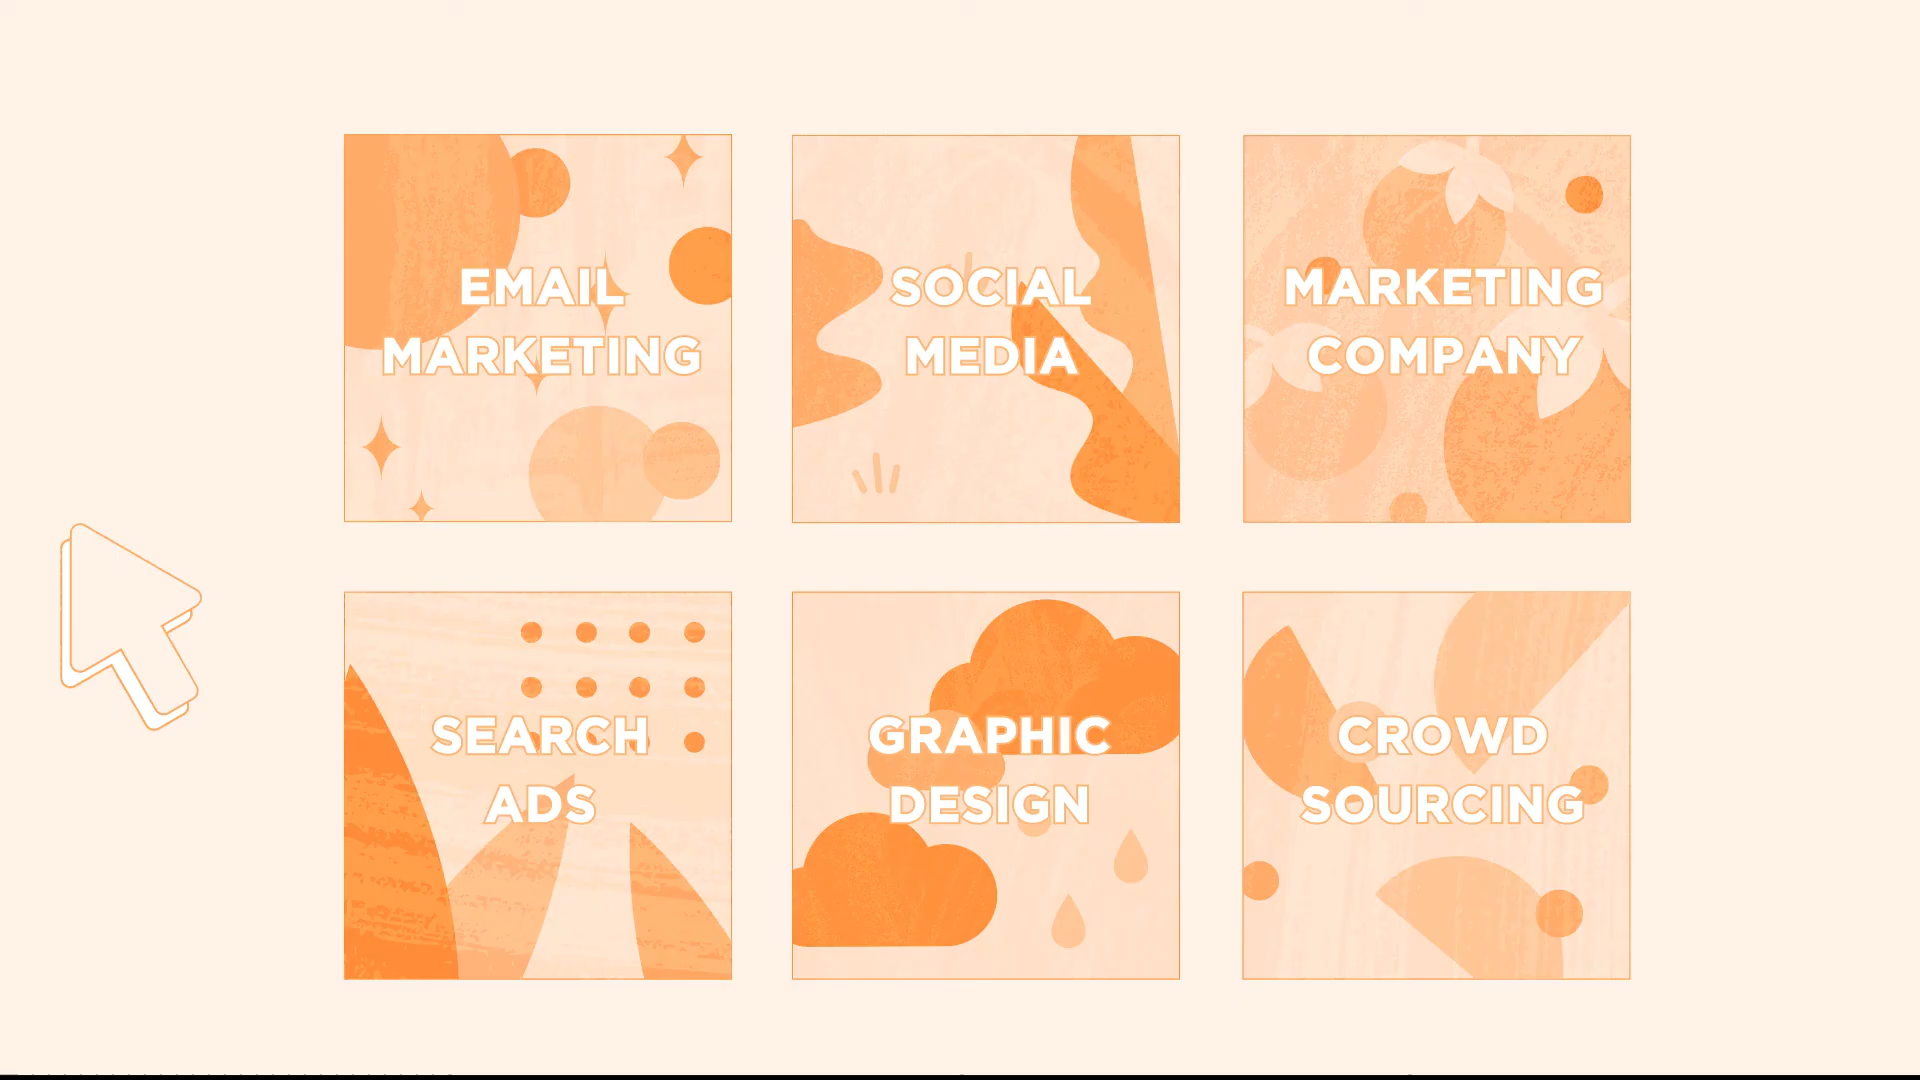 EMAIL
MARKETING
SOCIAL
MEDIA
MARKETING
COMPANY
SEARCH
ADS
GRAPHIC
DESIGN
CROWD
SOURCING